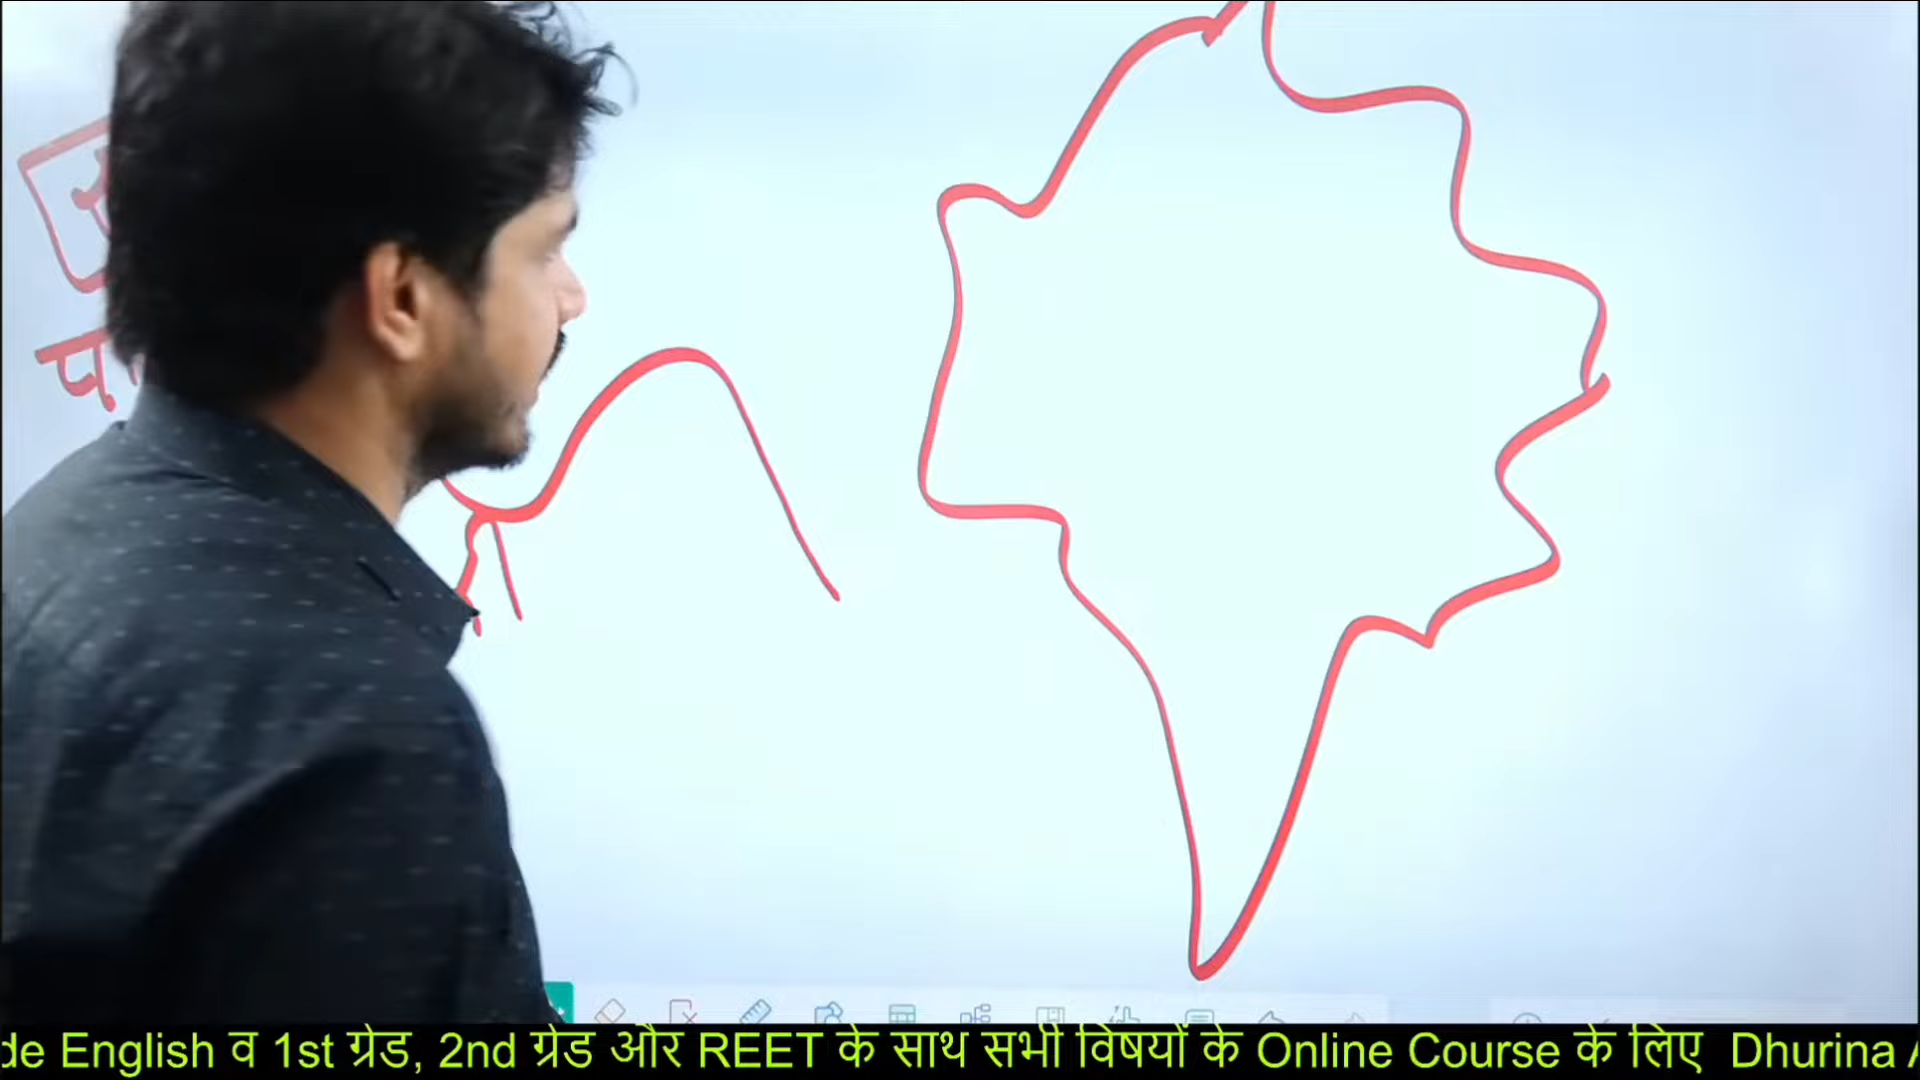 प
de English व 1st ग्रेड, 2nd ग्रेड और REET के साथ सभी विषयों के Online Course के लिए Dhurina A